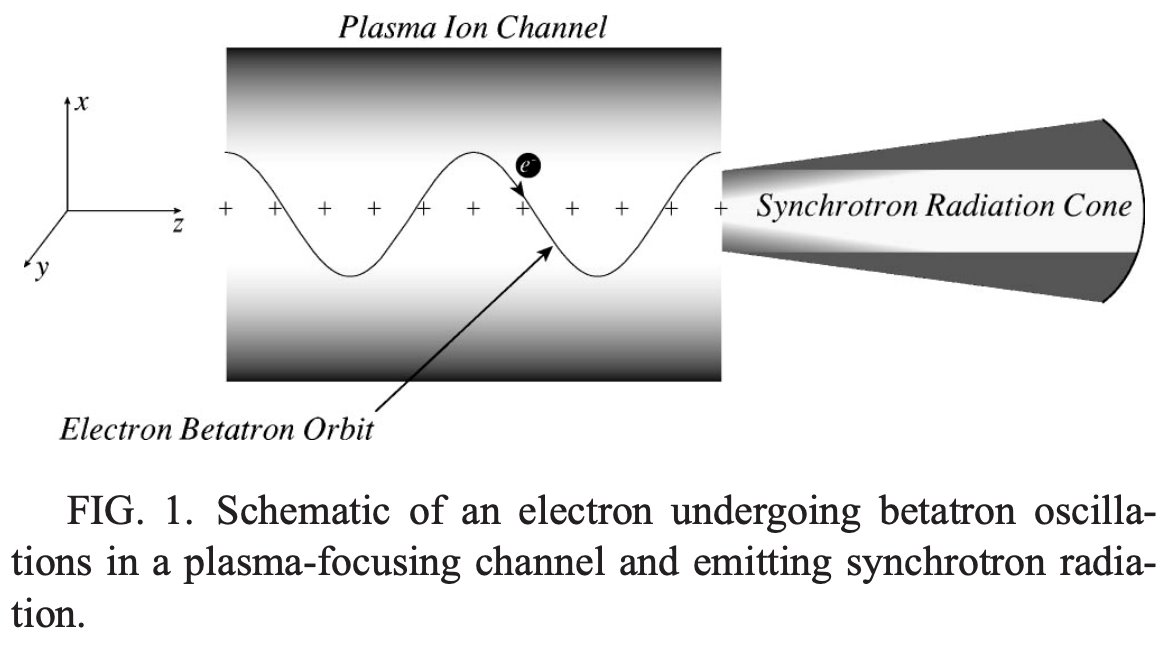 Plasma Ion Channel
x
e-
+ + + + + + + + + + +
Synchrotron Radiation Cone
z
y
Electron Betatron Orbit
FIG. 1. Schematic of an electron undergoing betatron oscilla-
tions in a plasma-focusing channel and emitting synchrotron radia-
tion.